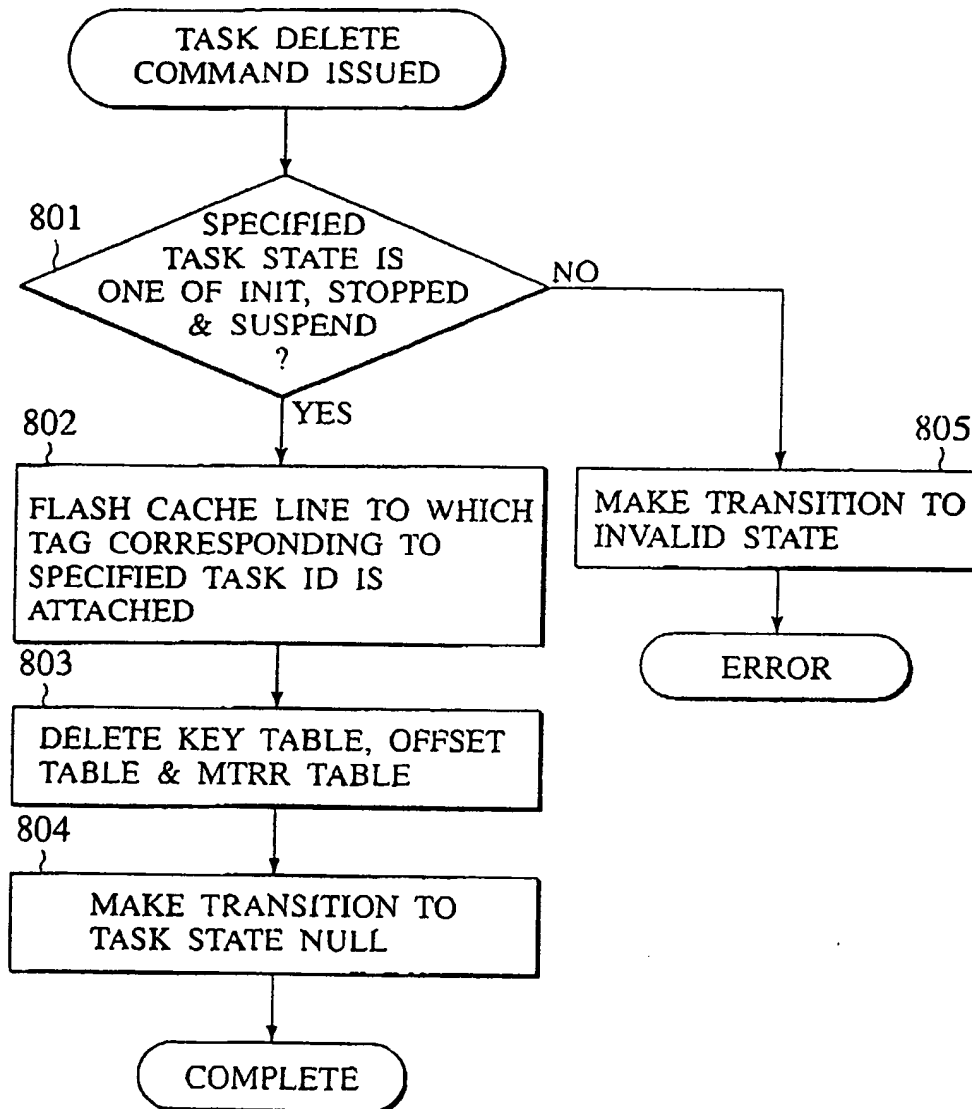 TASK DELETE
COMMAND ISSUED
801
SPECIFIED
TASK STATE IS
ONE OF INIT, STOPPED
& SUSPEND
?
NO
YES
802
FLASH CACHE LINE TO WHICH
TAG CORRESPONDING TO
SPECIFIED TASK ID IS
ATTACHED
805
MAKE TRANSITION TO
INVALID STATE
ERROR
803
DELETE KEY TABLE, OFFSET
TABLE & MTRR TABLE
804
MAKE TRANSITION TO
TASK STATE NULL
COMPLETE